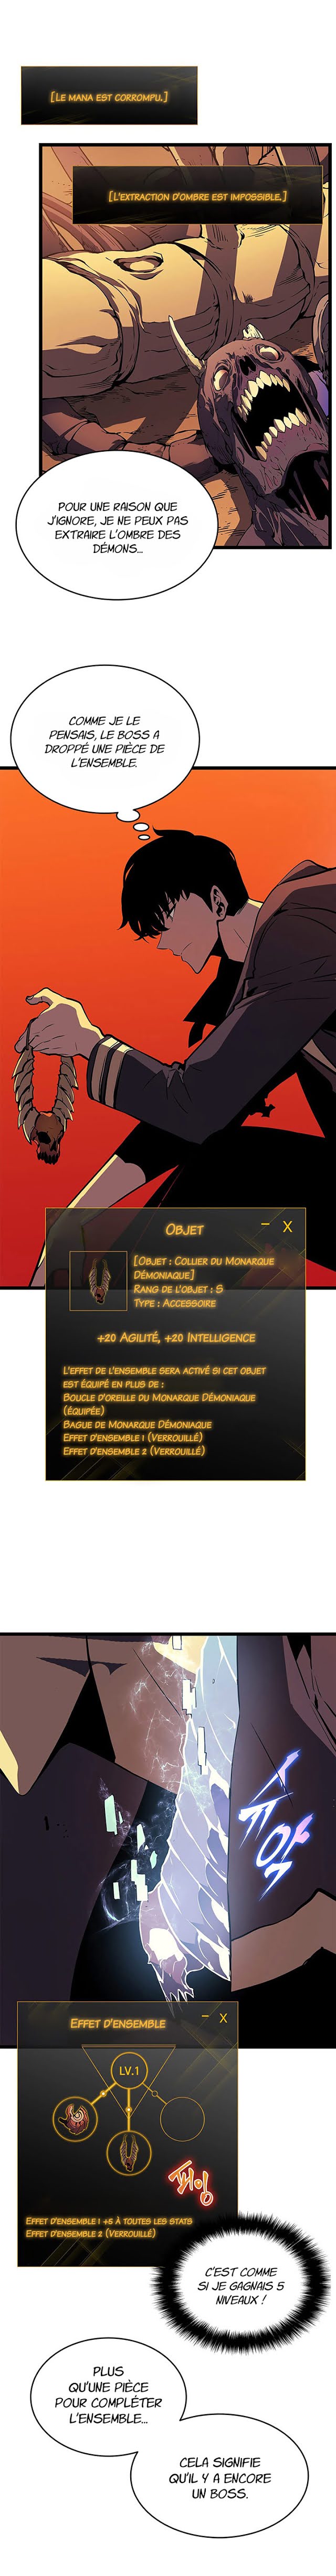 [Le mana est corrompu.]
[L'extraction d'ombre est impossible.]
POUR UNE RAISON QUE
J'IGNORE, JE NE PEUX PAS
EXTRAIRE L'OMBRE DES
DÉMONS...
COMME JE LE
PENSAIS, LE BOSS A
DROPPÉ UNE PIÈCE DE
L'ENSEMBLE.
Objet
– X
[Objet : Collier du Monarque
Démoniaque]
Rang de l'objet : S
Type : Accessoire
+20 Agilité, +20 Intelligence
L'effet de l'ensemble sera activé si cet objet
est équipé en plus de :
Boucle d'oreille du Monarque Démoniaque
(équipée)
Bague de Monarque Démoniaque
Effet d'ensemble 1 (Verrouillé)
Effet d'ensemble 2 (Verrouillé)
슈악
Effet d'ensemble
– X
LV.1
파잉
Effet d'ensemble 1 +5 à toutes les stats
Effet d'ensemble 2 (Verrouillé)
C'EST COMME
SI JE GAGNAIS 5
NIVEAUX !
PLUS
QU'UNE PIÈCE
POUR COMPLÉTER
L'ENSEMBLE...
CELA SIGNIFIE
QU'IL Y A ENCORE
UN BOSS.